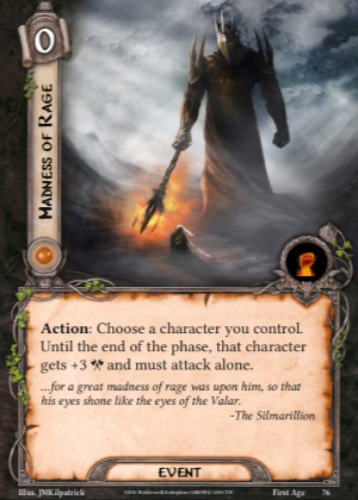 0
MADNESS OF RAGE
Action: Choose a character you control.
Until the end of the phase, that character
gets +3 and must attack alone.
...for a great madness of rage was upon him, so that
his eyes shone like the eyes of the Valar.
-The Silmarillion
EVENT
Illus. JMKilpatrick
First Age
76